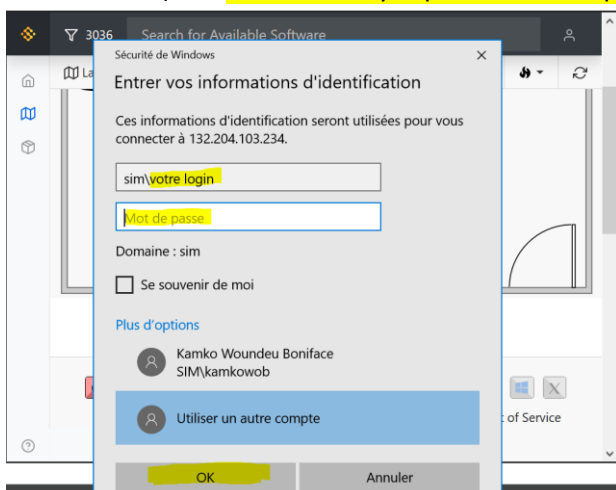 3036 Search for Available Software
Sécurité de Windows
Entrer vos informations d'identification
Ces informations d'identification seront utilisées pour vous
connecter à 132.204.103.234.
sim\votre login
Mot de passe
Domaine : sim
Se souvenir de moi
Plus d'options
Kamko Woundeu Boniface
SIM\kamkowob
Utiliser un autre compte
of Service
OK Annuler